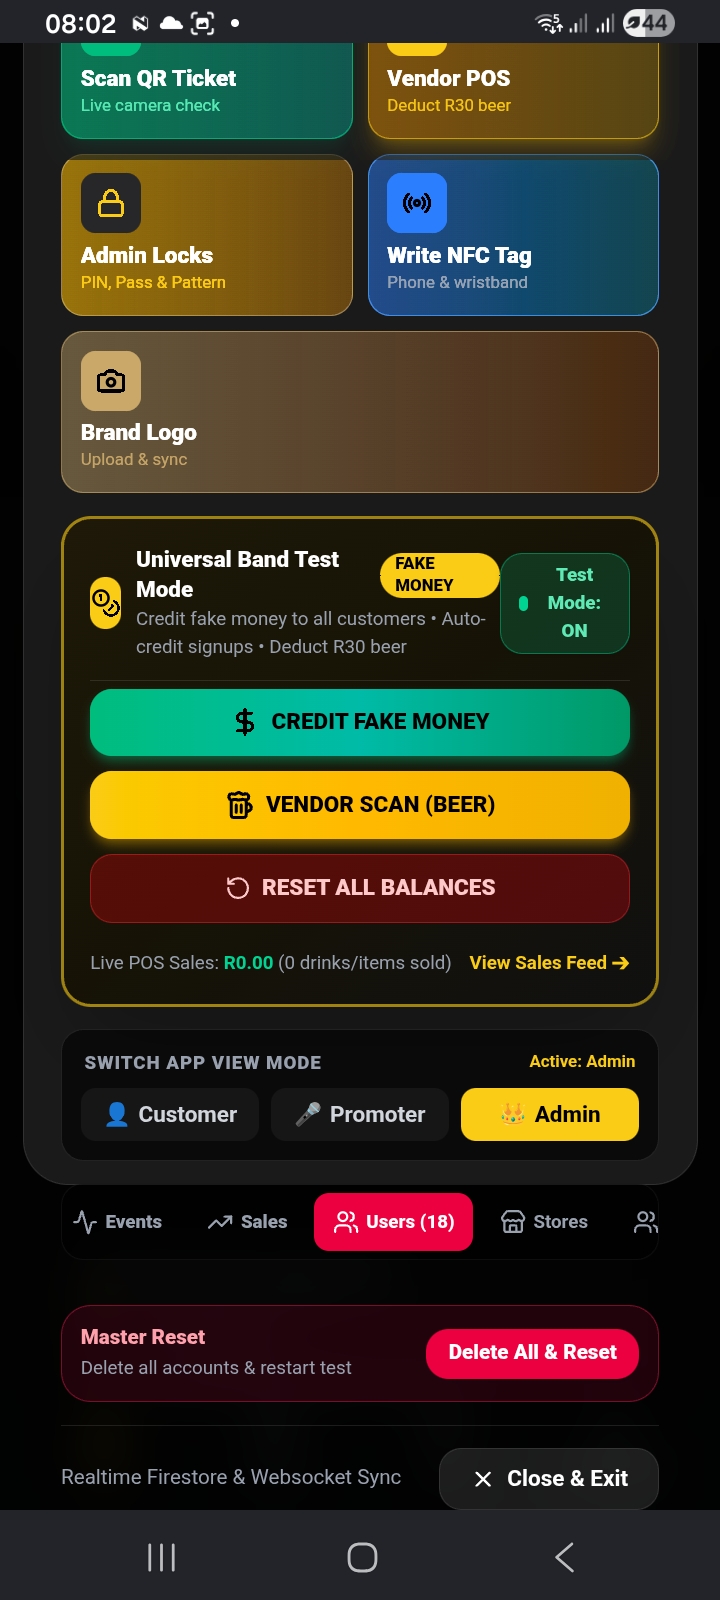 08:02
5
44
Scan QR Ticket
Live camera check
Vendor POS
Deduct R30 beer
Admin Locks
PIN, Pass & Pattern
Write NFC Tag
Phone & wristband
Brand Logo
Upload & sync
Universal Band Test
Mode
FAKE
MONEY
Credit fake money to all customers • Auto-
credit signups • Deduct R30 beer
Test
Mode:
ON
CREDIT FAKE MONEY
VENDOR SCAN (BEER)
RESET ALL BALANCES
Live POS Sales: R0.00 (0 drinks/items sold)
View Sales Feed →
SWITCH APP VIEW MODE
Active: Admin
👤 Customer
🎤 Promoter
👑 Admin
Events
Sales
Users (18)
Stores
Master Reset
Delete all accounts & restart test
Delete All & Reset
Realtime Firestore & Websocket Sync
Close & Exit